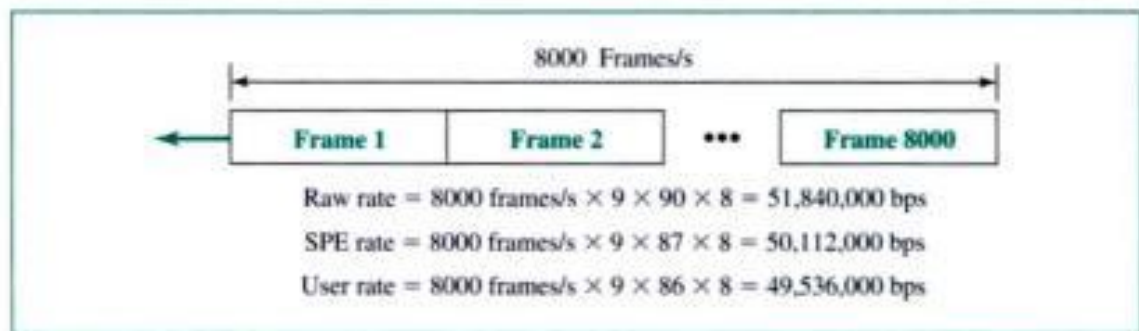 8000 Frames/s
Frame 1 Frame 2 ••• Frame 8000
Raw rate = 8000 frames/s × 9 × 90 × 8 = 51,840,000 bps
SPE rate = 8000 frames/s × 9 × 87 × 8 = 50,112,000 bps
User rate = 8000 frames/s × 9 × 86 × 8 = 49,536,000 bps